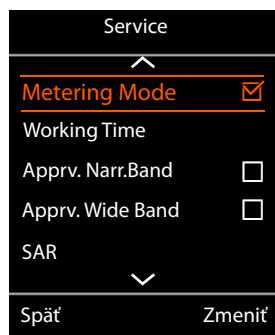 Service
Metering Mode
Working Time
Apprv. Narr.Band
Apprv. Wide Band
SAR
Späť Zmeniť